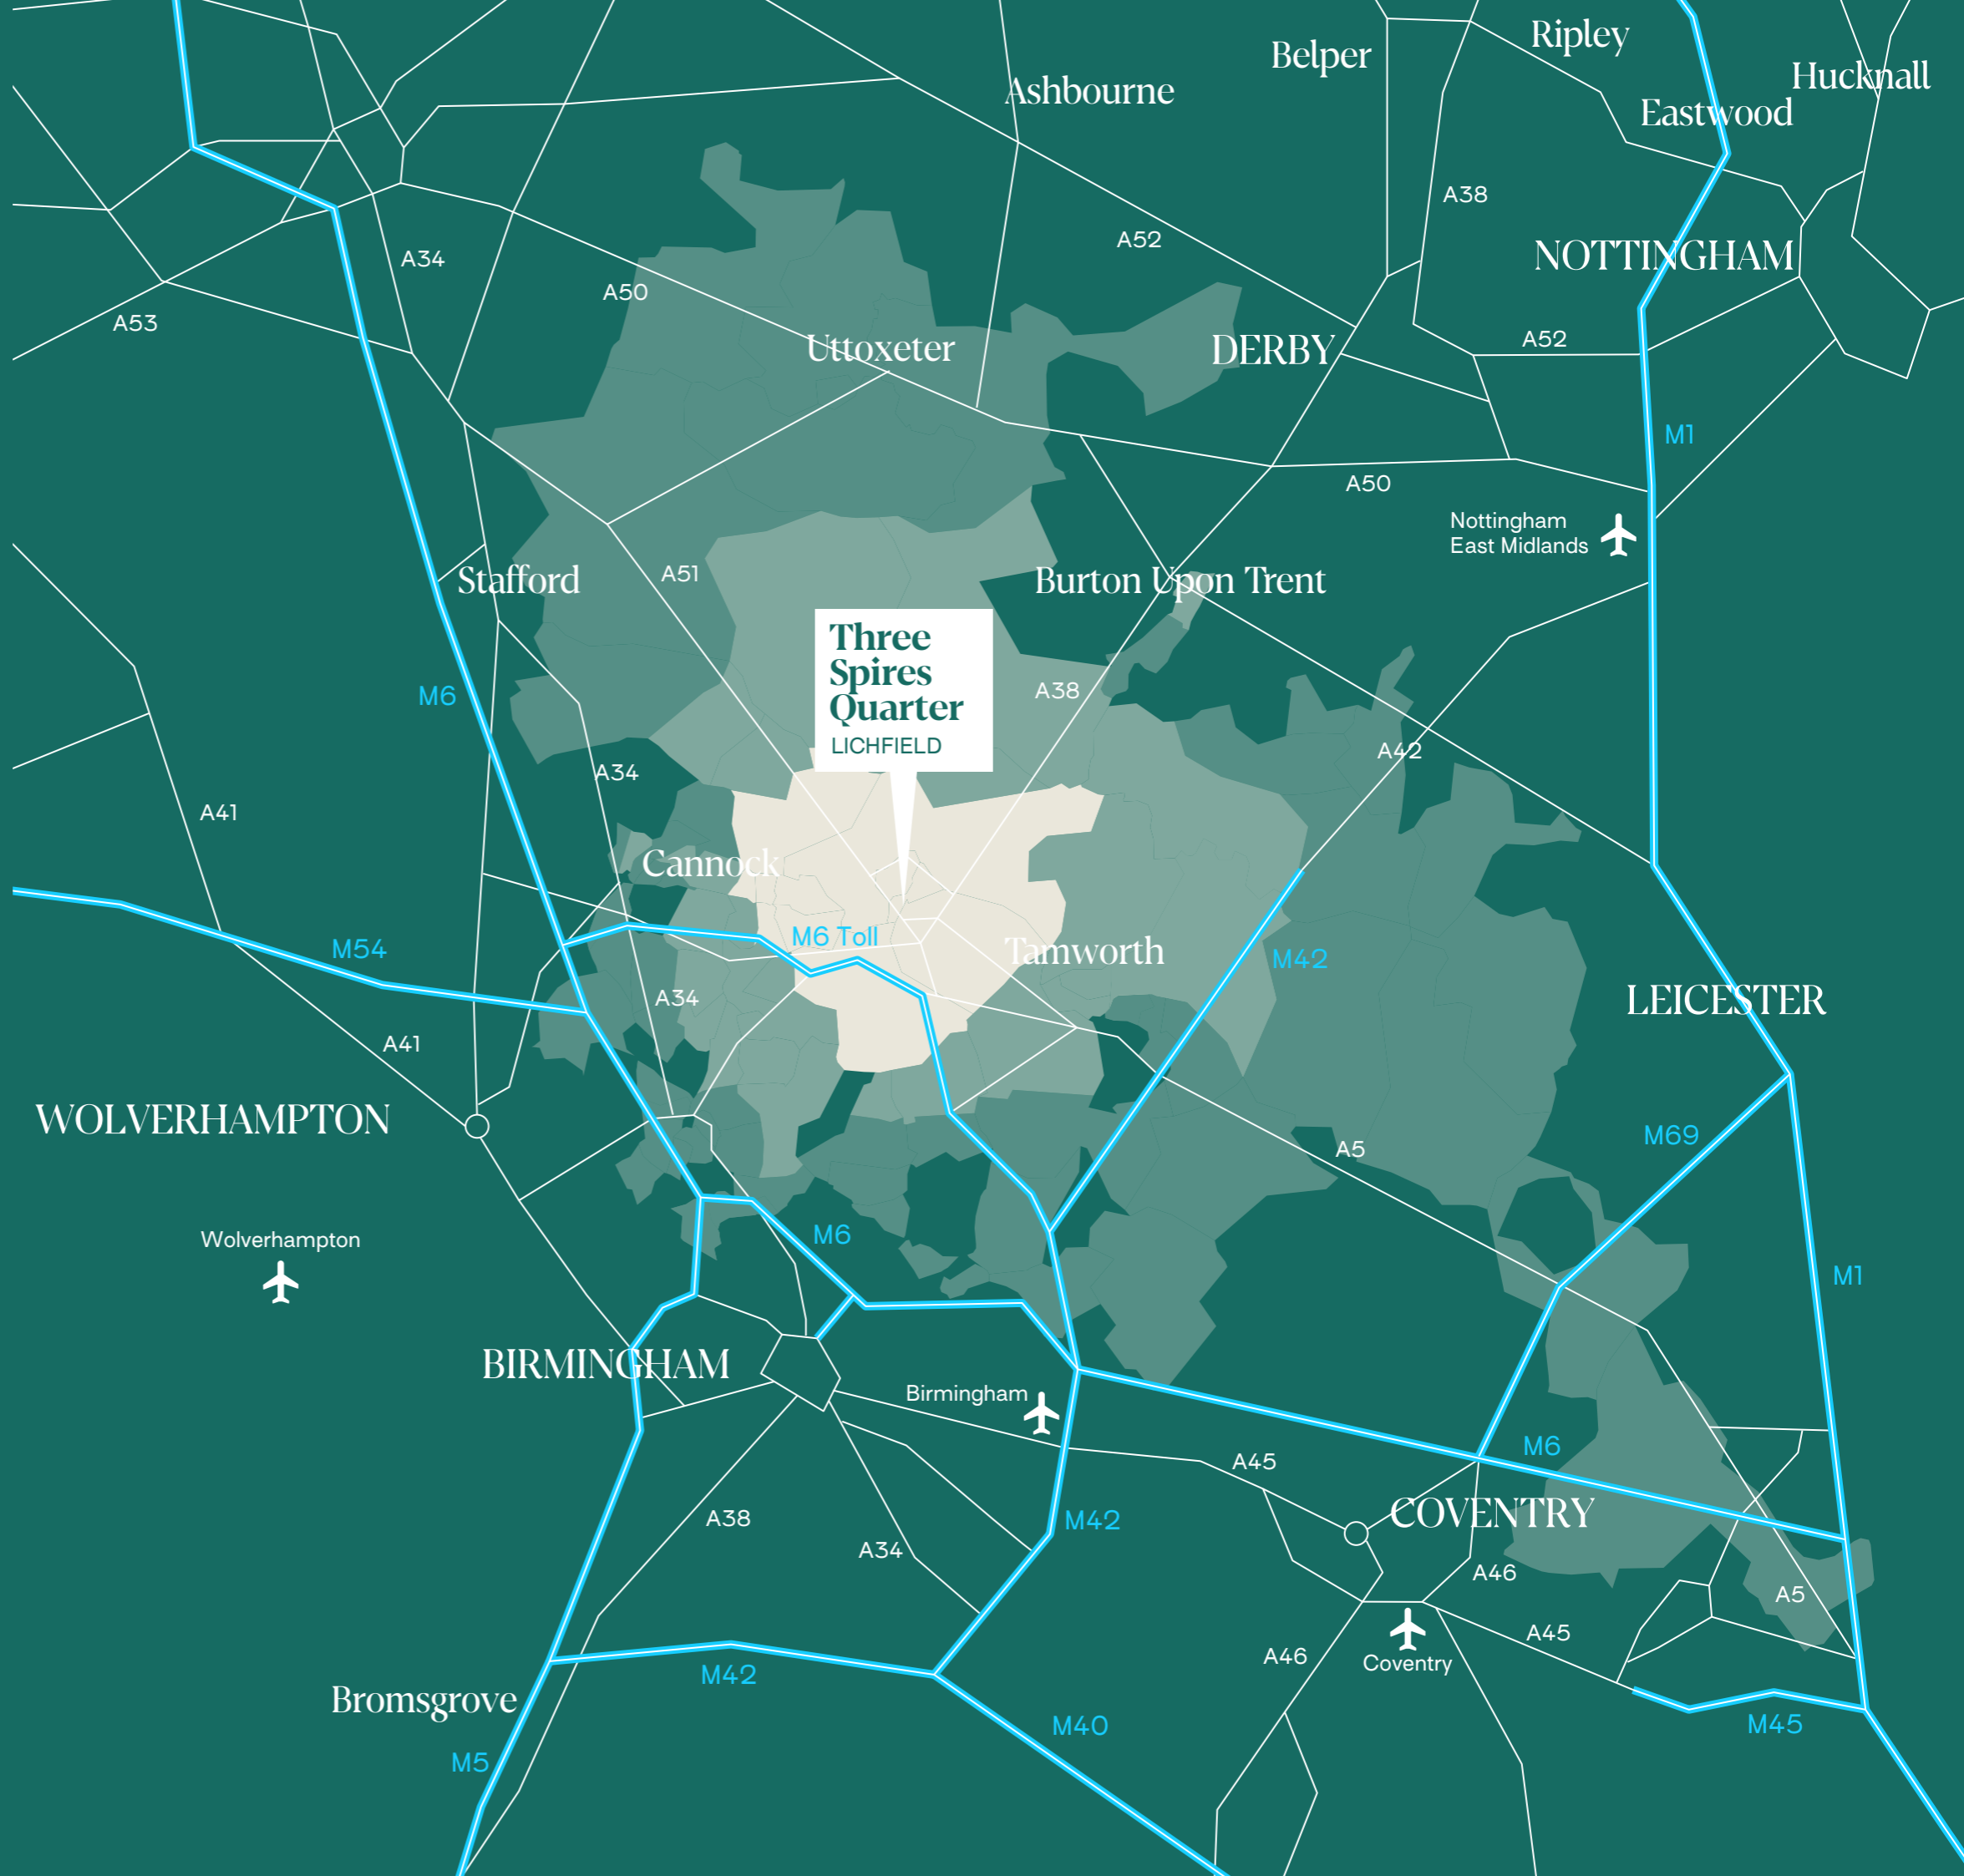 Ripley
Belper
Hucknall
Ashbourne
Eastwood
A38
A52
NOTTINGHAM
A34
A50
A53
Uttoxeter
DERBY
A52
M1
A50
Nottingham
East Midlands
Stafford
A51
Burton Upon Trent
Three
Spires
Quarter
LICHFIELD
M6
A38
A42
A34
A41
Cannock
M6 Toll
M54
Tamworth
M42
A34
LEICESTER
A41
WOLVERHAMPTON
M69
A5
Wolverhampton
M6
M1
BIRMINGHAM
Birmingham
M6
A45
COVENTRY
A38
M42
A34
A46
A5
A45
A46
Coventry
M42
Bromsgrove
M40
M45
M5